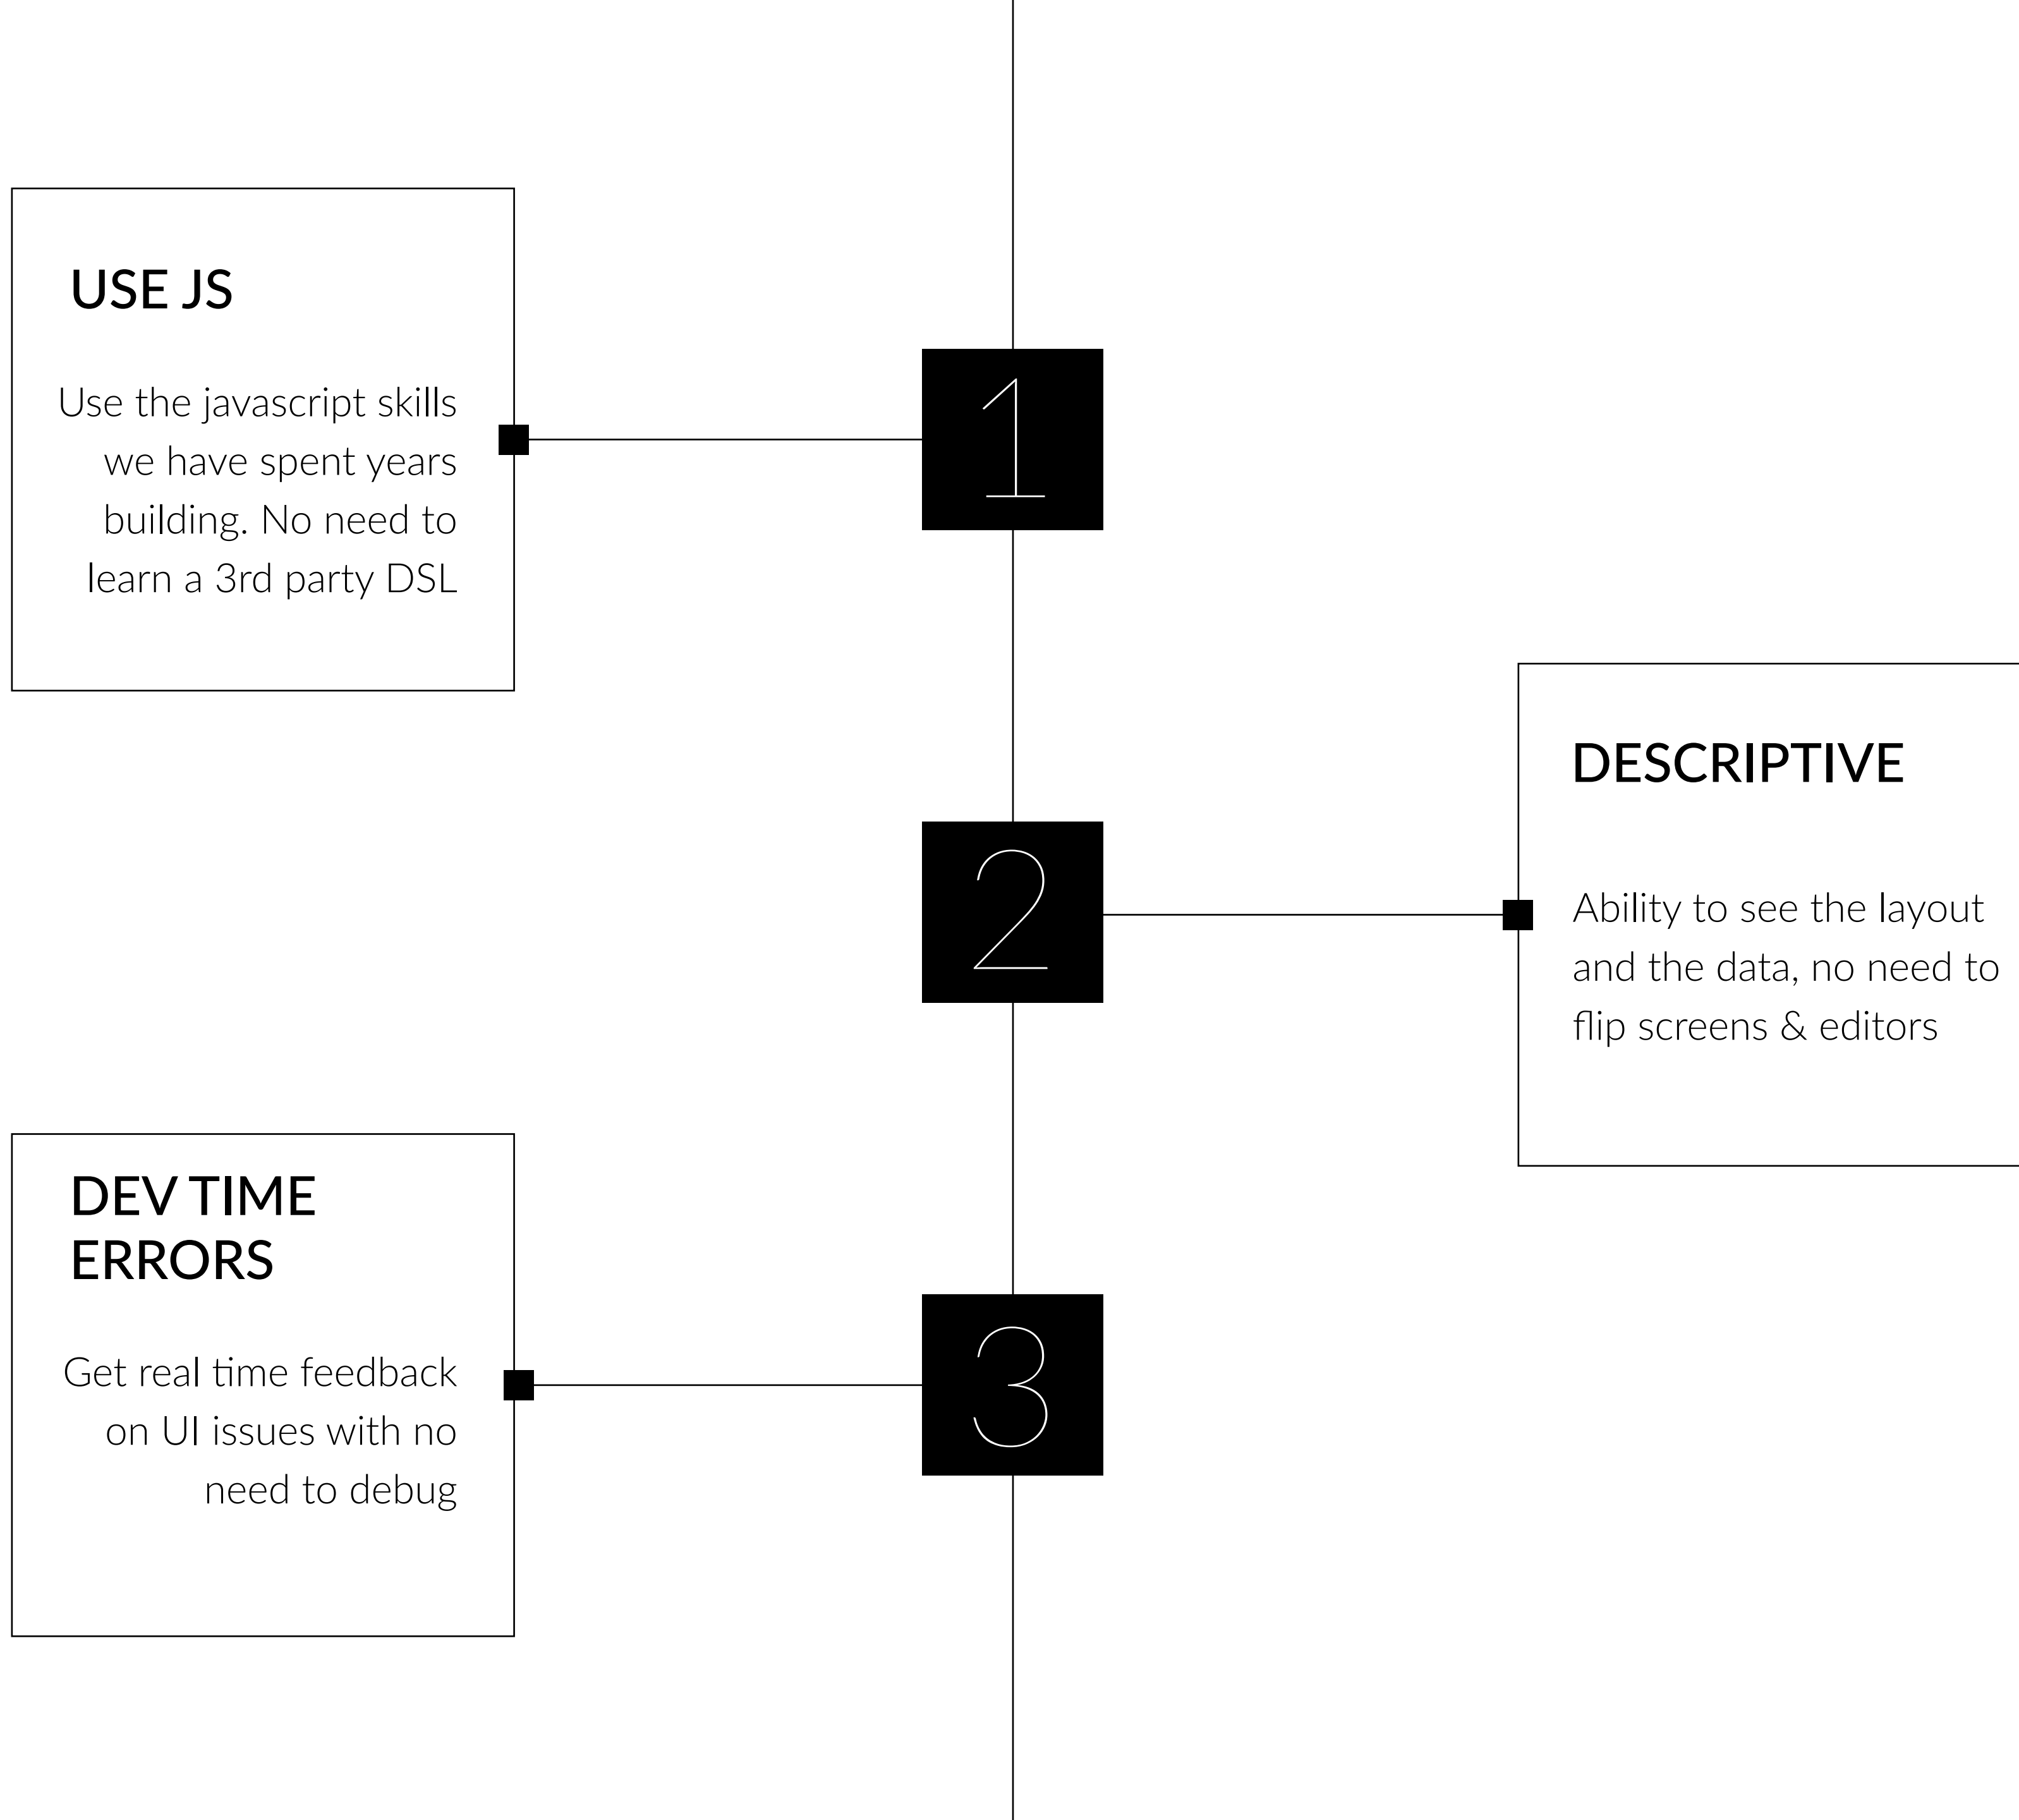 USE JS
Use the javascript skills
we have spent years
building. No need to
learn a 3rd party DSL
1
DESCRIPTIVE
Ability to see the layout
and the data, no need to
flip screens & editors
2
DEV TIME
ERRORS
Get real time feedback
on UI issues with no
need to debug
3